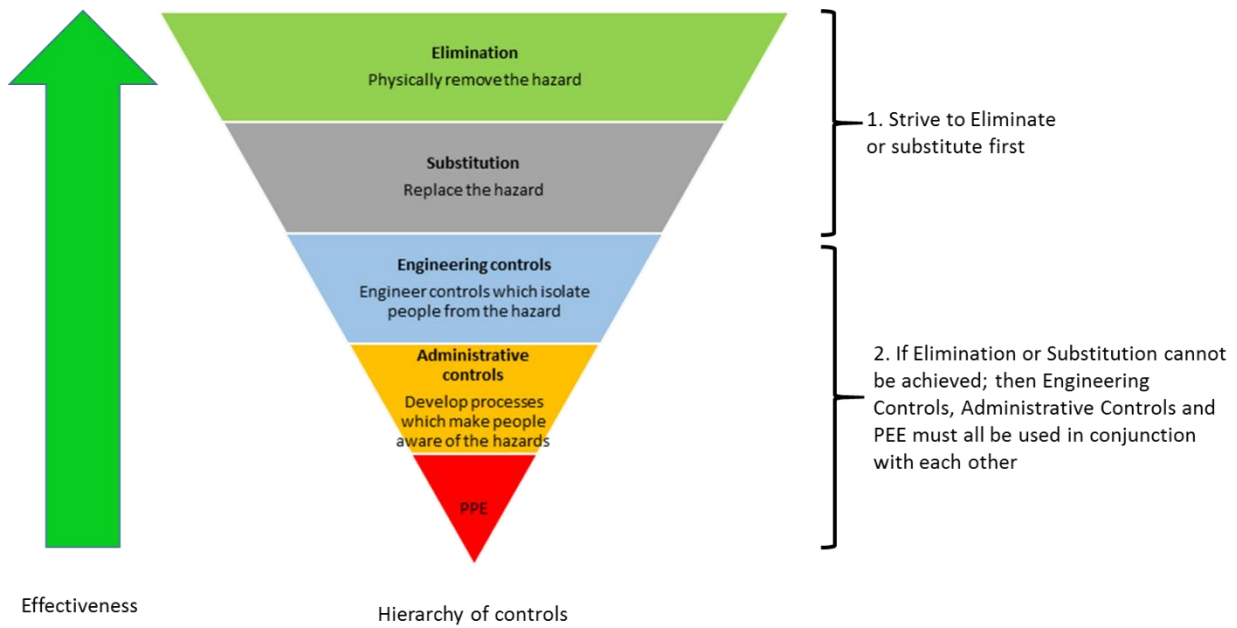 Elimination
Physically remove the hazard
1. Strive to Eliminate
or substitute first
Substitution
Replace the hazard
Engineering controls
Engineer controls which isolate
people from the hazard
Administrative
controls
Develop processes
which make people
aware of the hazards
2. If Elimination or Substitution cannot
be achieved; then Engineering
Controls, Administrative Controls and
PEE must all be used in conjunction
with each other
PPE
Effectiveness
Hierarchy of controls